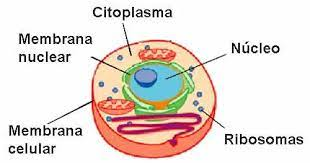 Citoplasma
Membrana
nuclear
Núcleo
Membrana
celular
Ribosomas